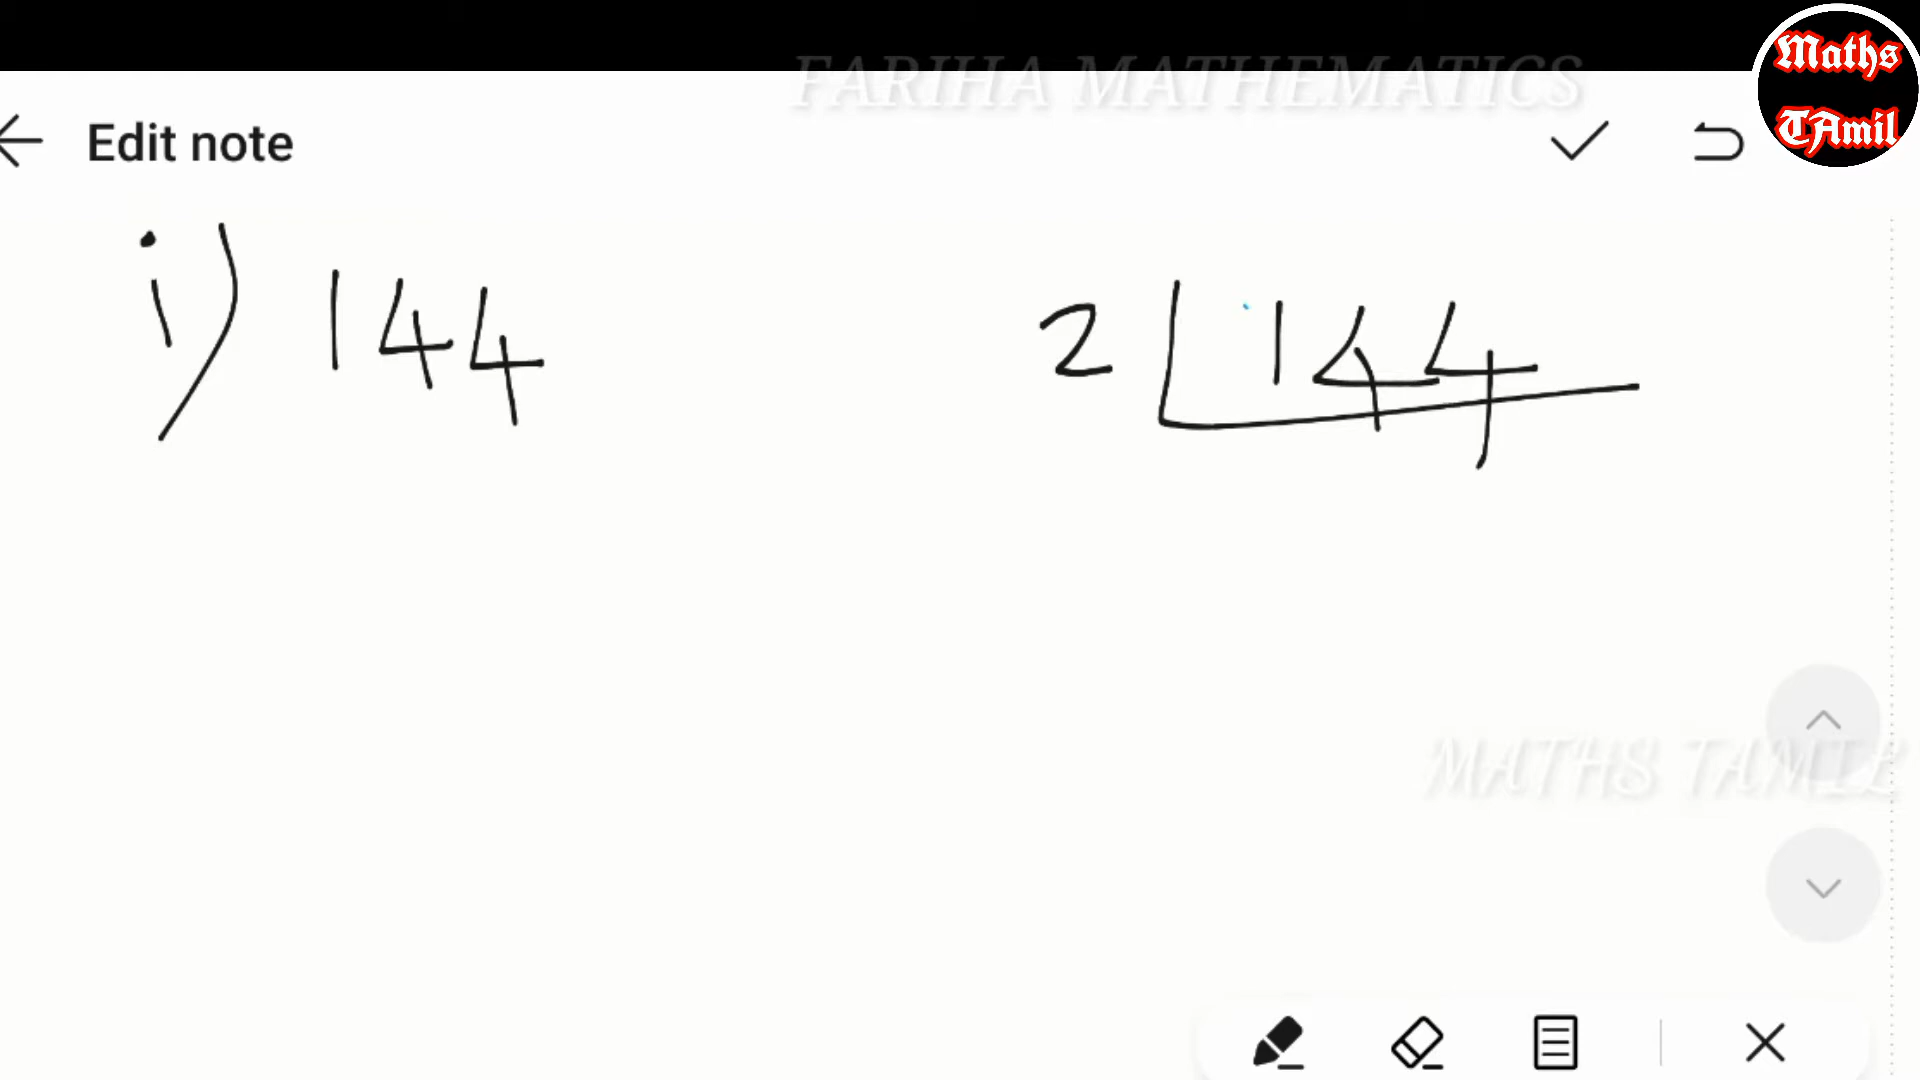 FARIHA MATHEMATICS
Maths
TAmil
Edit note
i) 144
2 144
MATHS TAMIL